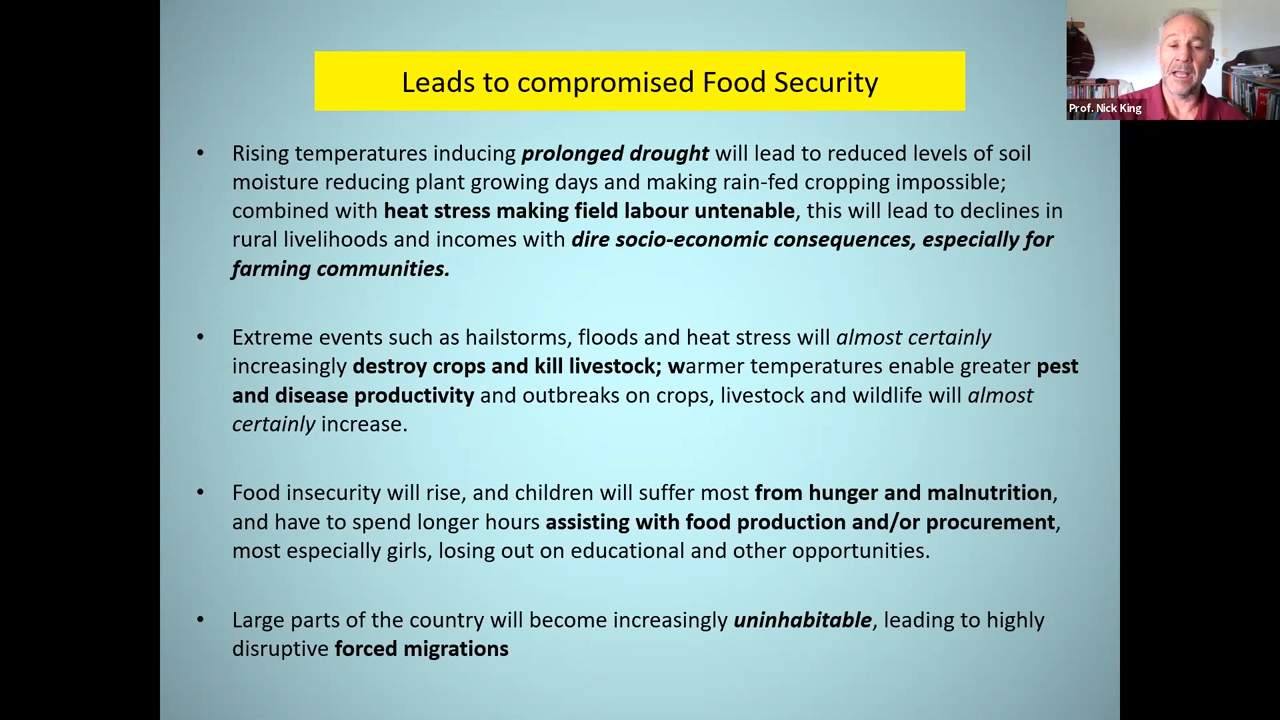 Leads to compromised Food Security
Prof. Nick King
• Rising temperatures inducing prolonged drought will lead to reduced levels of soil
moisture reducing plant growing days and making rain-fed cropping impossible;
combined with heat stress making field labour untenable, this will lead to declines in
rural livelihoods and incomes with dire socio-economic consequences, especially for
farming communities.
• Extreme events such as hailstorms, floods and heat stress will almost certainly
increasingly destroy crops and kill livestock; warmer temperatures enable greater pest
and disease productivity and outbreaks on crops, livestock and wildlife will almost
certainly increase.
• Food insecurity will rise, and children will suffer most from hunger and malnutrition,
and have to spend longer hours assisting with food production and/or procurement,
most especially girls, losing out on educational and other opportunities.
• Large parts of the country will become increasingly uninhabitable, leading to highly
disruptive forced migrations